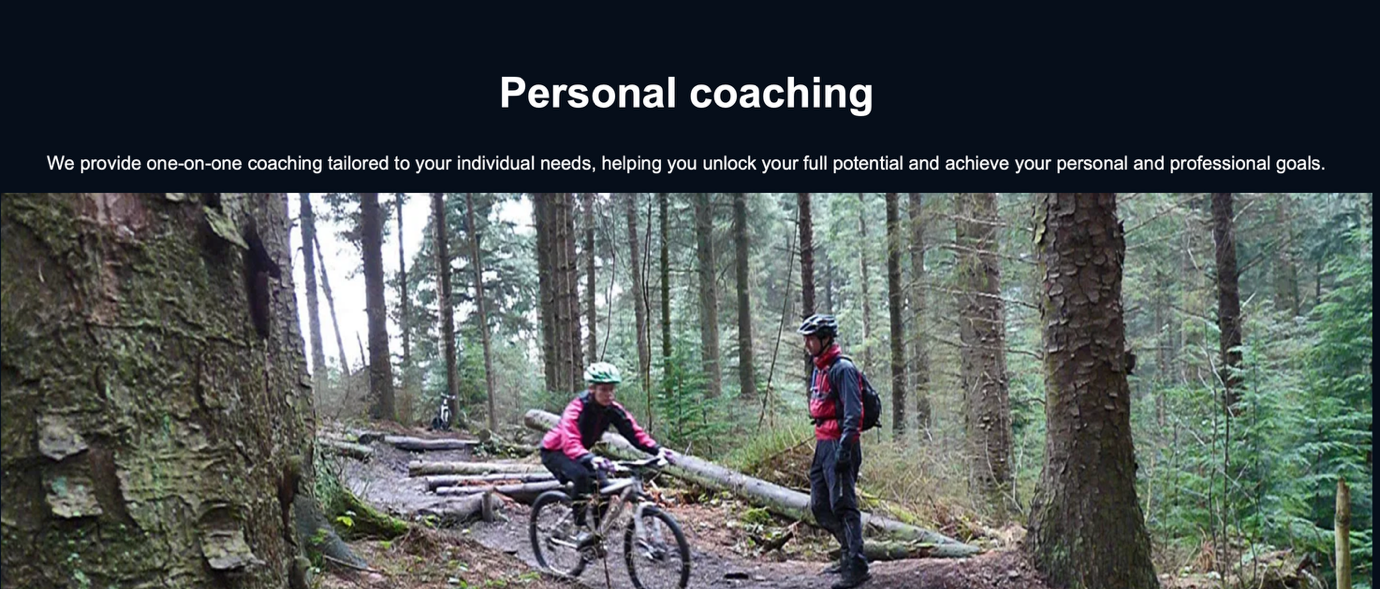 Personal coaching
We provide one-on-one coaching tailored to your individual needs, helping you unlock your full potential and achieve your personal and professional goals.